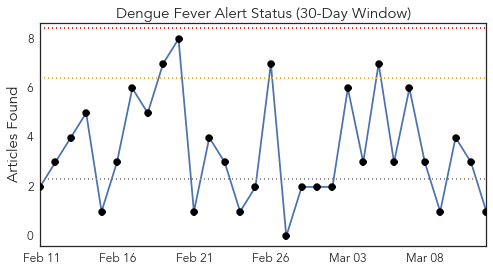 Dengue Fever Alert Status (30-Day Window)
Articles Found
8
6
4
2
0
Feb 11 Feb 16 Feb 21 Feb 26 Mar 03 Mar 08